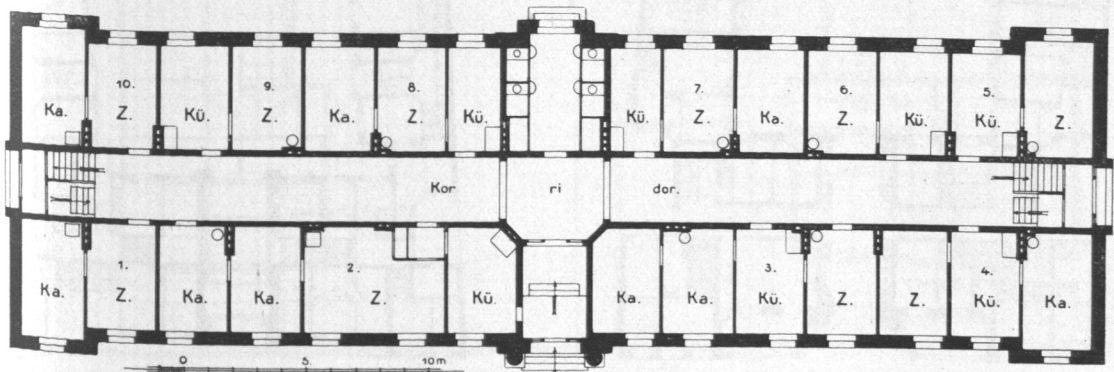 10. 9. 8. 7. 6. 5.
Ka. Z. Kü. Z. Ka. Z. Kü. Kü. Z. Ka. Z. Kü. Kü. Z
Kor ri dor.
1. 2. 3. 4.
Ka. Z. Ka. Ka. Z. Kü. Ka. Ka. Kü. Z. Z. Kü. Ka.
0 5. 10 m